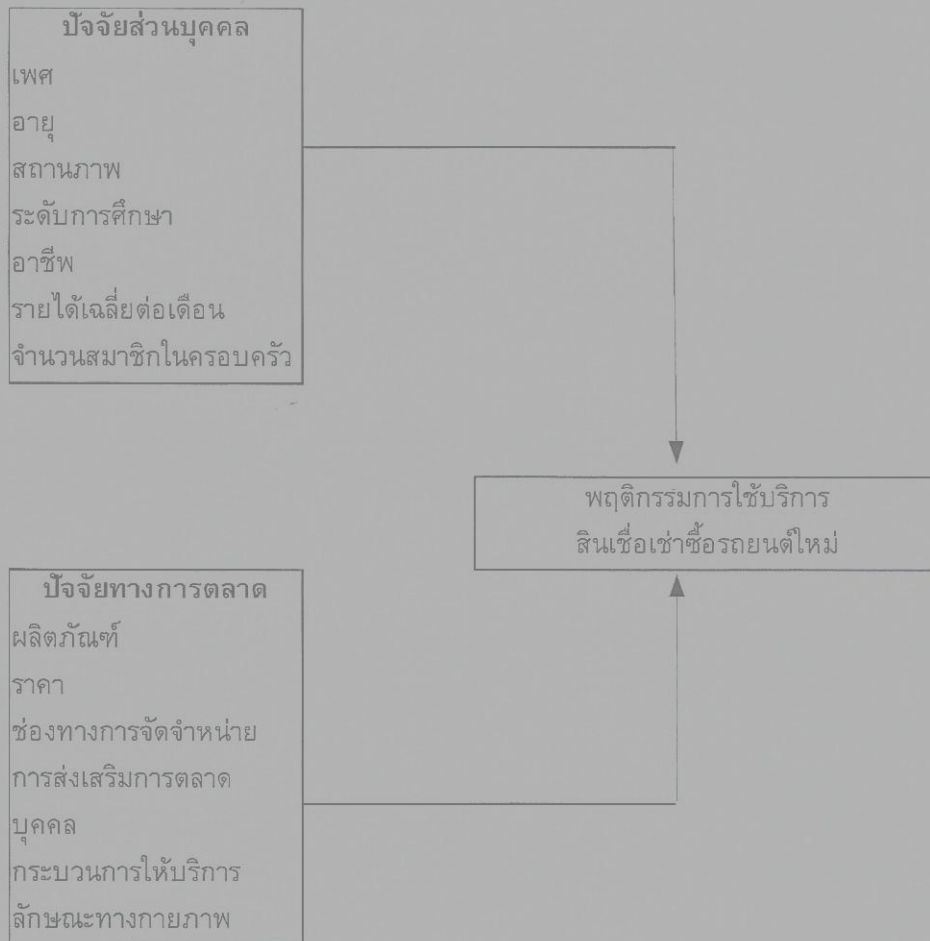 ปัจจัยส่วนบุคคล
เพศ
อายุ
สถานภาพ
ระดับการศึกษา
อาชีพ
รายได้เฉลี่ยต่อเดือน
จำนวนสมาชิกในครอบครัว
พฤติกรรมการใช้บริการ
สินเชื่อเช่าซื้อรถยนต์ใหม่
ปัจจัยทางการตลาด
ผลิตภัณฑ์
ราคา
ช่องทางการจัดจำหน่าย
การส่งเสริมการตลาด
บุคคล
กระบวนการให้บริการ
ลักษณะทางกายภาพ